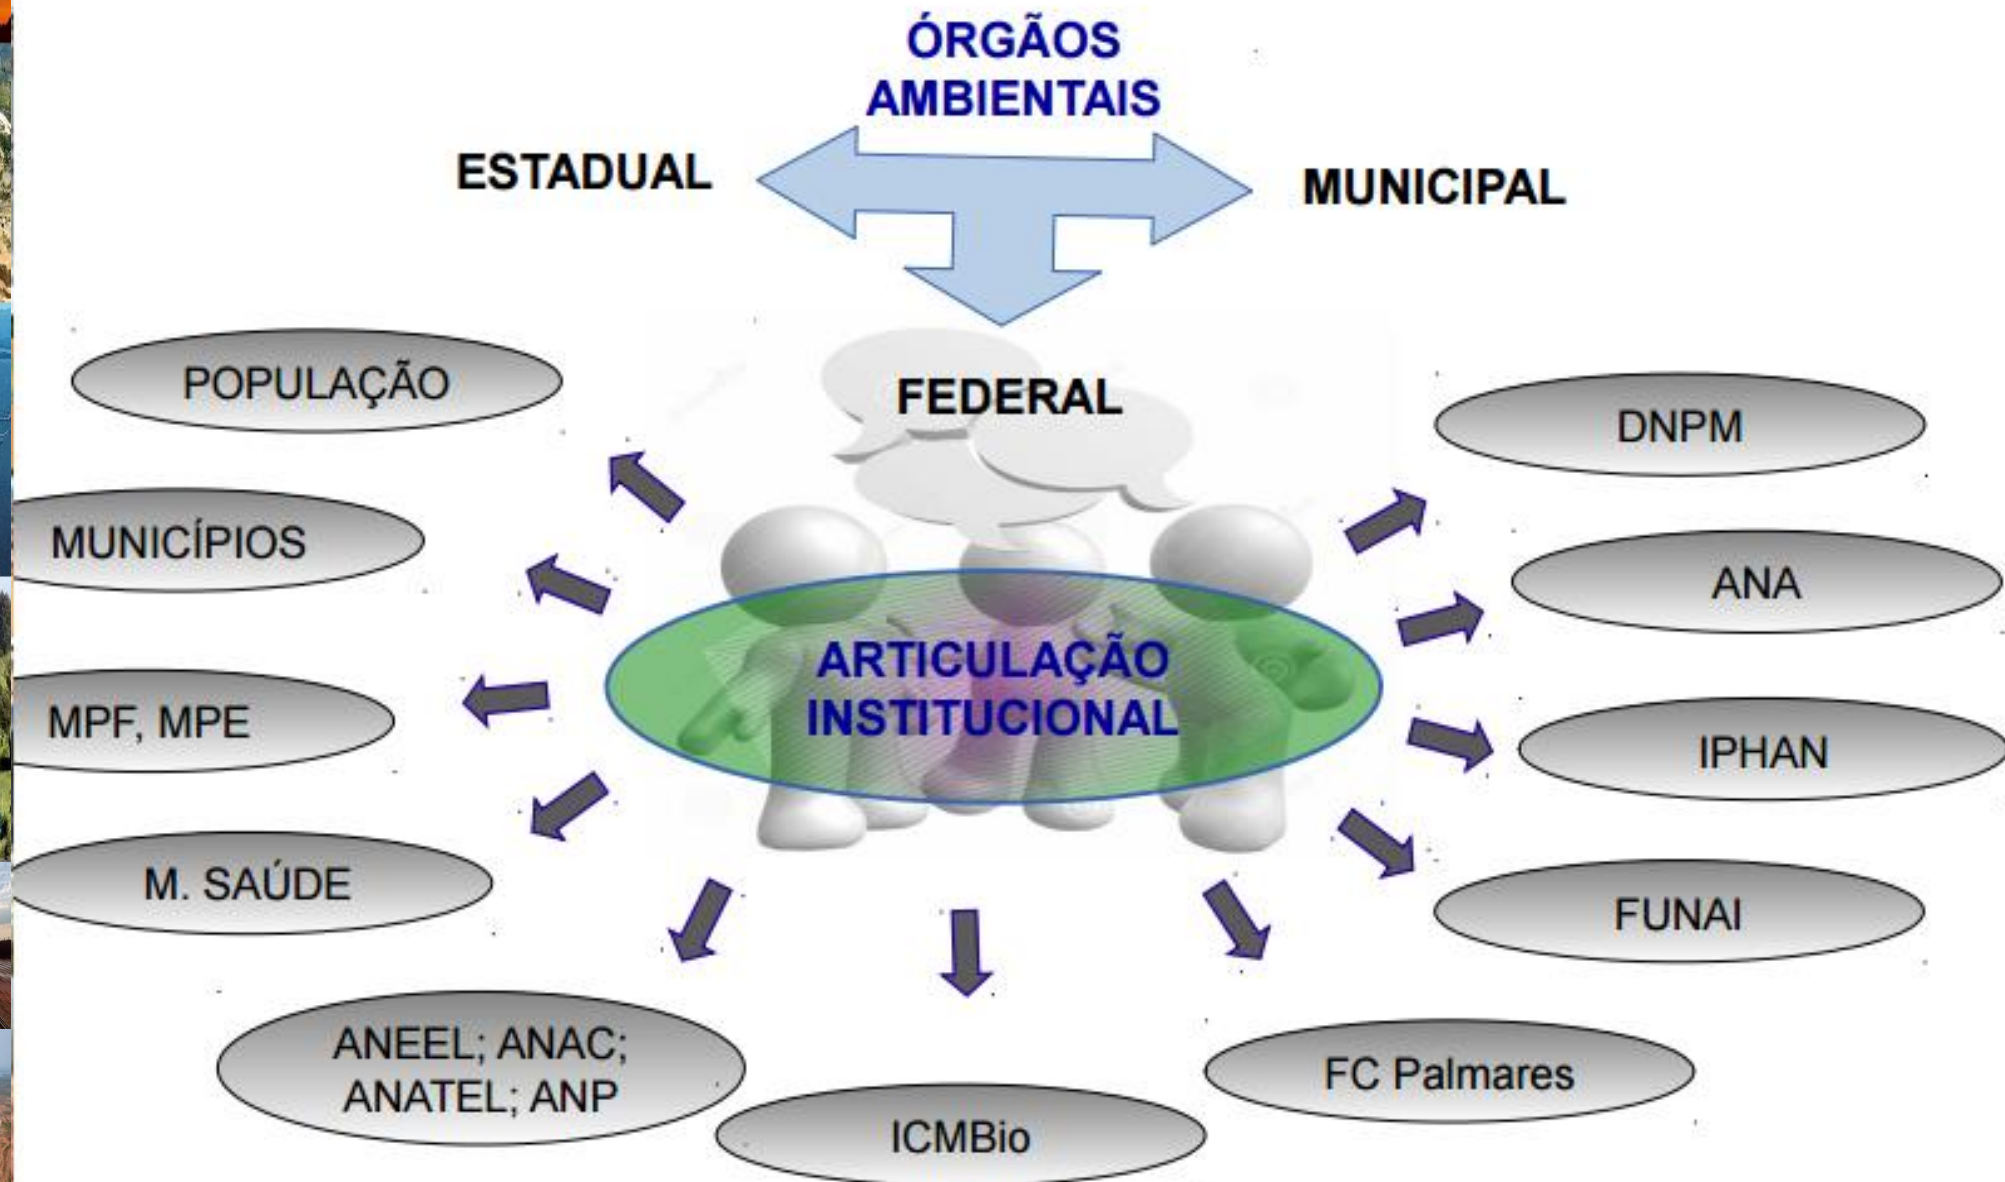 ÓRGÃOS
AMBIENTAIS
ESTADUAL
MUNICIPAL
FEDERAL
POPULAÇÃO
DNPM
MUNICÍPIOS
ANA
ARTICULAÇÃO
INSTITUCIONAL
MPF, MPE
IPHAN
M. SAÚDE
FUNAI
ANEEL; ANAC;
ANATEL; ANP
FC Palmares
ICMBio